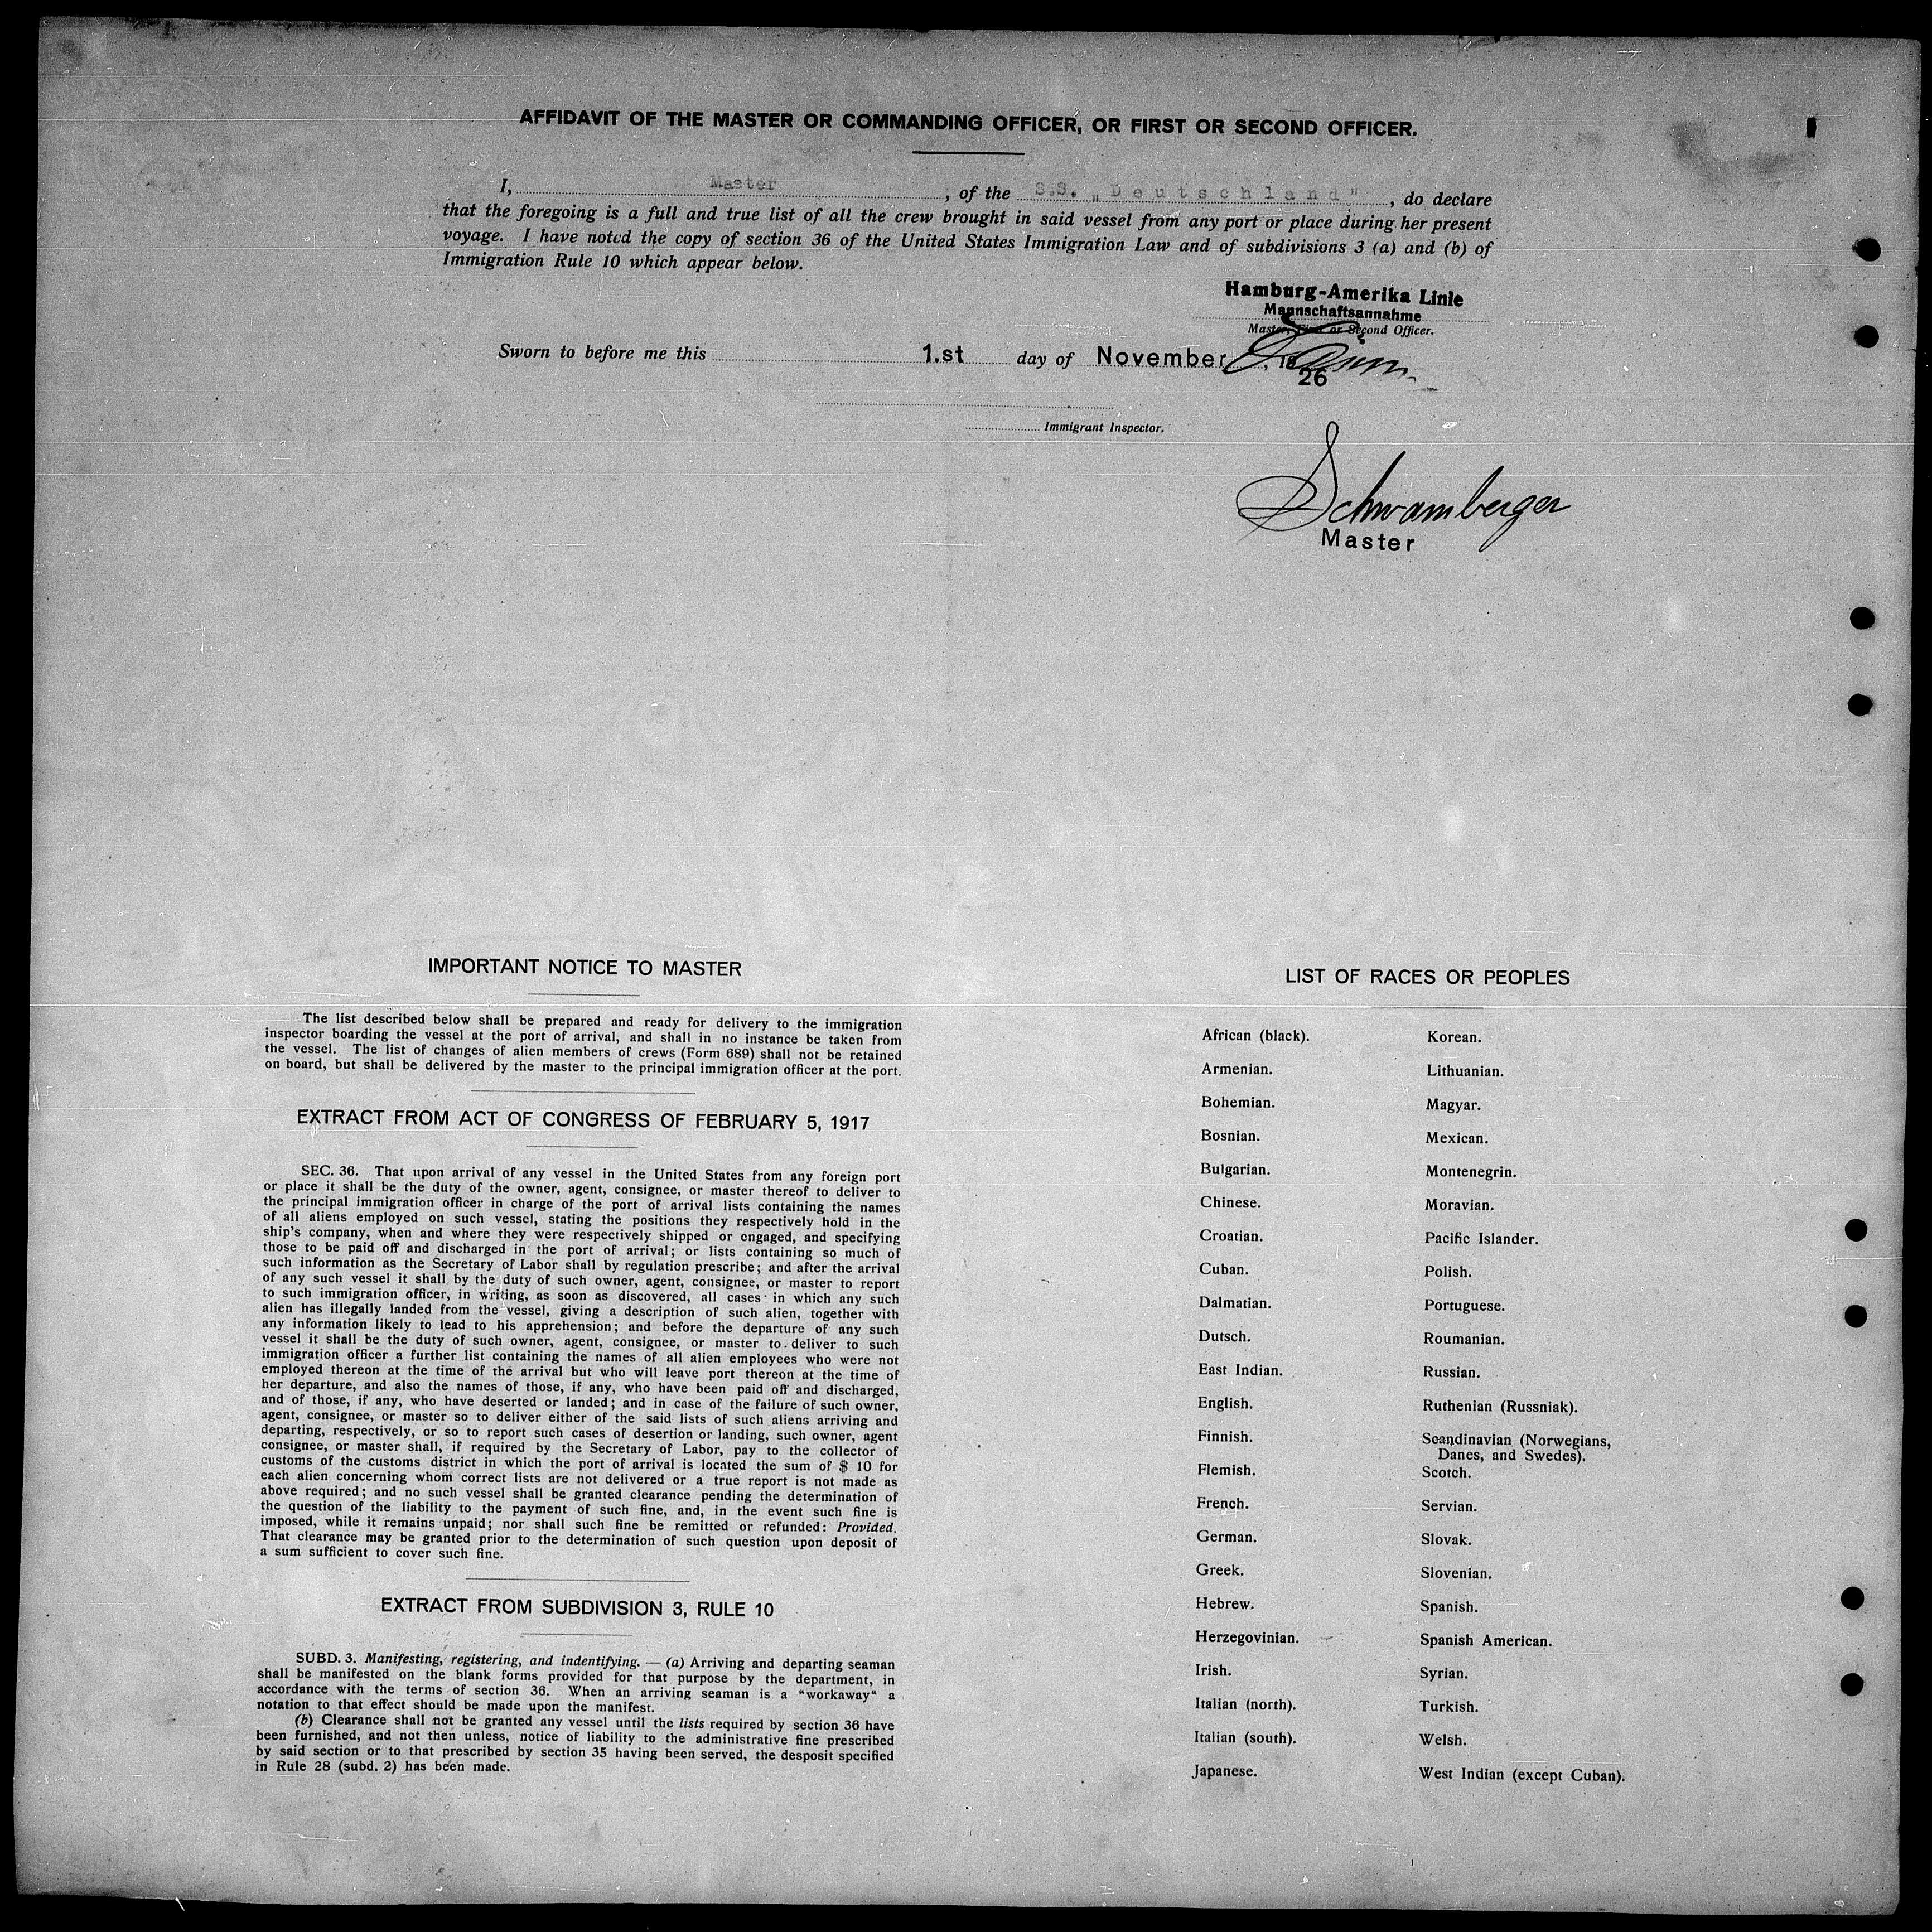 AFFIDAVIT OF THE MASTER OR COMMANDING OFFICER, OR FIRST OR SECOND OFFICER.
I, Master, of the S.S. „Deutschland", do declare
that the foregoing is a full and true list of all the crew brought in said vessel from any port or place during her present
voyage. I have noted the copy of section 36 of the United States Immigration Law and of subdivisions 3 (a) and (b) of
Immigration Rule 10 which appear below.
Hamburg-Amerika Linie
Mannschaftsannahme
Master, First or Second Officer.
Sworn to before me this 1.st day of November, 19
26
Immigrant Inspector.
Schwamberger
Master
IMPORTANT NOTICE TO MASTER
The list described below shall be prepared and ready for delivery to the immigration
inspector boarding the vessel at the port of arrival, and shall in no instance be taken from
the vessel. The list of changes of alien members of crews (Form 689) shall not be retained
on board, but shall be delivered by the master to the principal immigration officer at the port.
EXTRACT FROM ACT OF CONGRESS OF FEBRUARY 5, 1917
SEC. 36. That upon arrival of any vessel in the United States from any foreign port
or place it shall be the duty of the owner, agent, consignee, or master thereof to deliver to
the principal immigration officer in charge of the port of arrival lists containing the names
of all aliens employed on such vessel, stating the positions they respectively hold in the
ship's company, when and where they were respectively shipped or engaged, and specifying
those to be paid off and discharged in the port of arrival; or lists containing so much of
such information as the Secretary of Labor shall by regulation prescribe; and after the arrival
of any such vessel it shall by the duty of such owner, agent, consignee, or master to report
to such immigration officer, in writing, as soon as discovered, all cases in which any such
alien has illegally landed from the vessel, giving a description of such alien, together with
any information likely to lead to his apprehension; and before the departure of any such
vessel it shall be the duty of such owner, agent, consignee, or master to deliver to such
immigration officer a further list containing the names of all alien employees who were not
employed thereon at the time of the arrival but who will leave port thereon at the time of
her departure, and also the names of those, if any, who have been paid off and discharged,
and of those, if any, who have deserted or landed; and in case of the failure of such owner,
agent, consignee, or master so to deliver either of the said lists of such aliens arriving and
departing, respectively, or so to report such cases of desertion or landing, such owner, agent
consignee, or master shall, if required by the Secretary of Labor, pay to the collector of
customs of the customs district in which the port of arrival is located the sum of $ 10 for
each alien concerning whom correct lists are not delivered or a true report is not made as
above required; and no such vessel shall be granted clearance pending the determination of
the question of the liability to the payment of such fine, and, in the event such fine is
imposed, while it remains unpaid; nor shall such fine be remitted or refunded: Provided.
That clearance may be granted prior to the determination of such question upon deposit of
a sum sufficient to cover such fine.
EXTRACT FROM SUBDIVISION 3, RULE 10
SUBD. 3. Manifesting, registering, and indentifying. — (a) Arriving and departing seaman
shall be manifested on the blank forms provided for that purpose by the department, in
accordance with the terms of section 36. When an arriving seaman is a "workaway" a
notation to that effect should be made upon the manifest.
(b) Clearance shall not be granted any vessel until the lists required by section 36 have
been furnished, and not then unless, notice of liability to the administrative fine prescribed
by said section or to that prescribed by section 35 having been served, the desposit specified
in Rule 28 (subd. 2) has been made.
LIST OF RACES OR PEOPLES
African (black).
Armenian.
Bohemian.
Bosnian.
Bulgarian.
Chinese.
Croatian.
Cuban.
Dalmatian.
Dutsch.
East Indian.
English.
Finnish.
Flemish.
French.
German.
Greek.
Hebrew.
Herzegovinian.
Irish.
Italian (north).
Italian (south).
Japanese.
Korean.
Lithuanian.
Magyar.
Mexican.
Montenegrin.
Moravian.
Pacific Islander.
Polish.
Portuguese.
Roumanian.
Russian.
Ruthenian (Russniak).
Scandinavian (Norwegians,
Danes, and Swedes).
Scotch.
Servian.
Slovak.
Slovenian.
Spanish.
Spanish American.
Syrian.
Turkish.
Welsh.
West Indian (except Cuban).